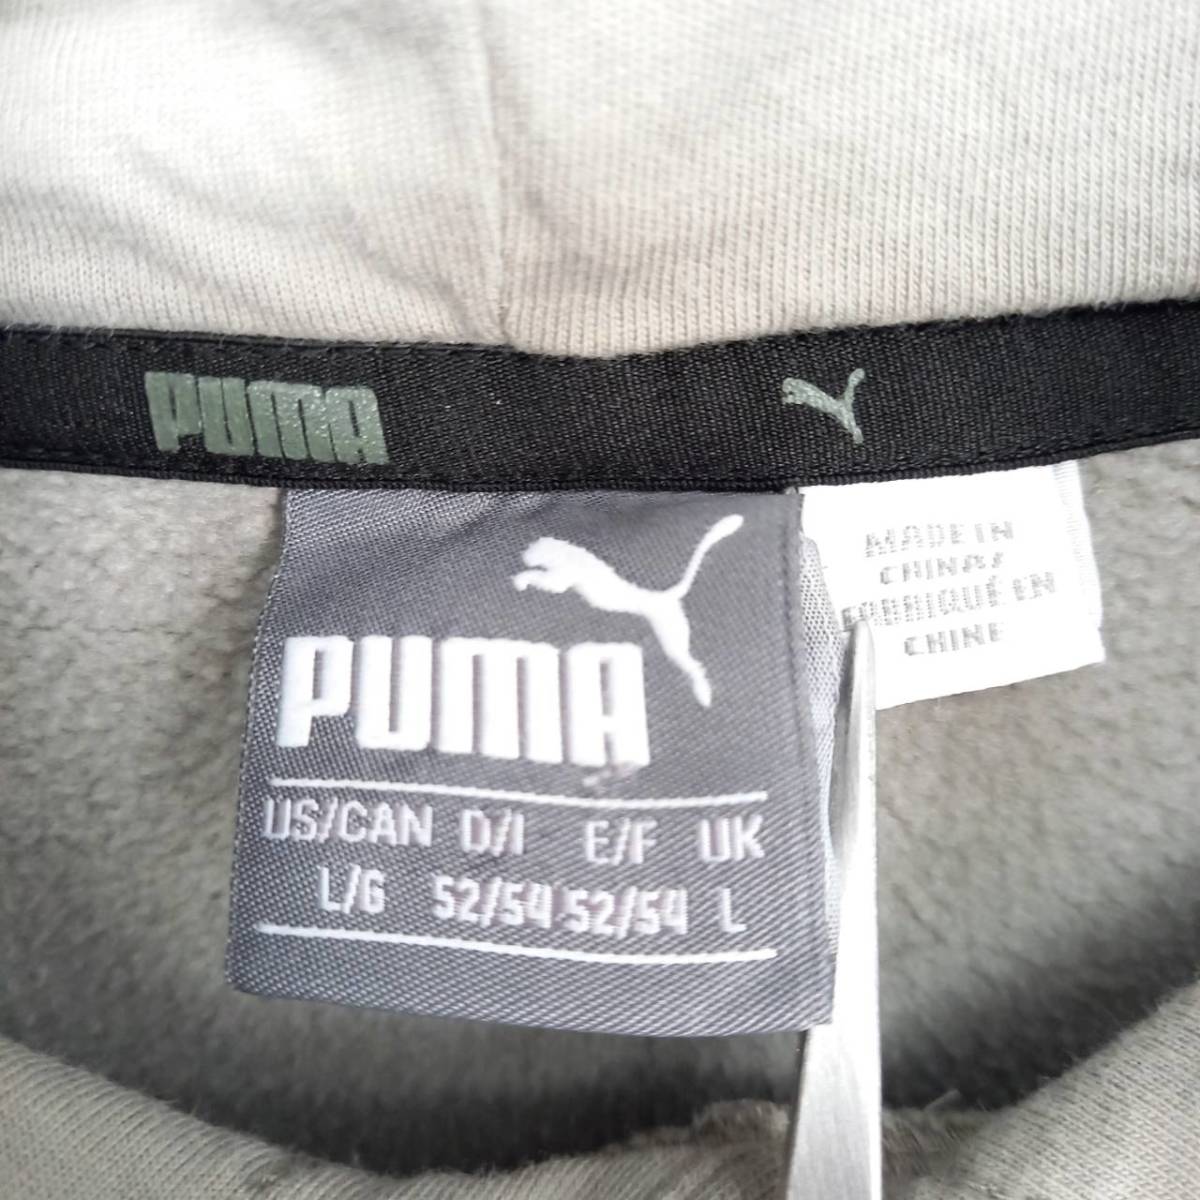 PUMA
PUMA
US/CAN D/I E/F UK
L/G 52/54 52/54 L
MADE IN
CHINA/
FABRIQUÉ EN
CHINE